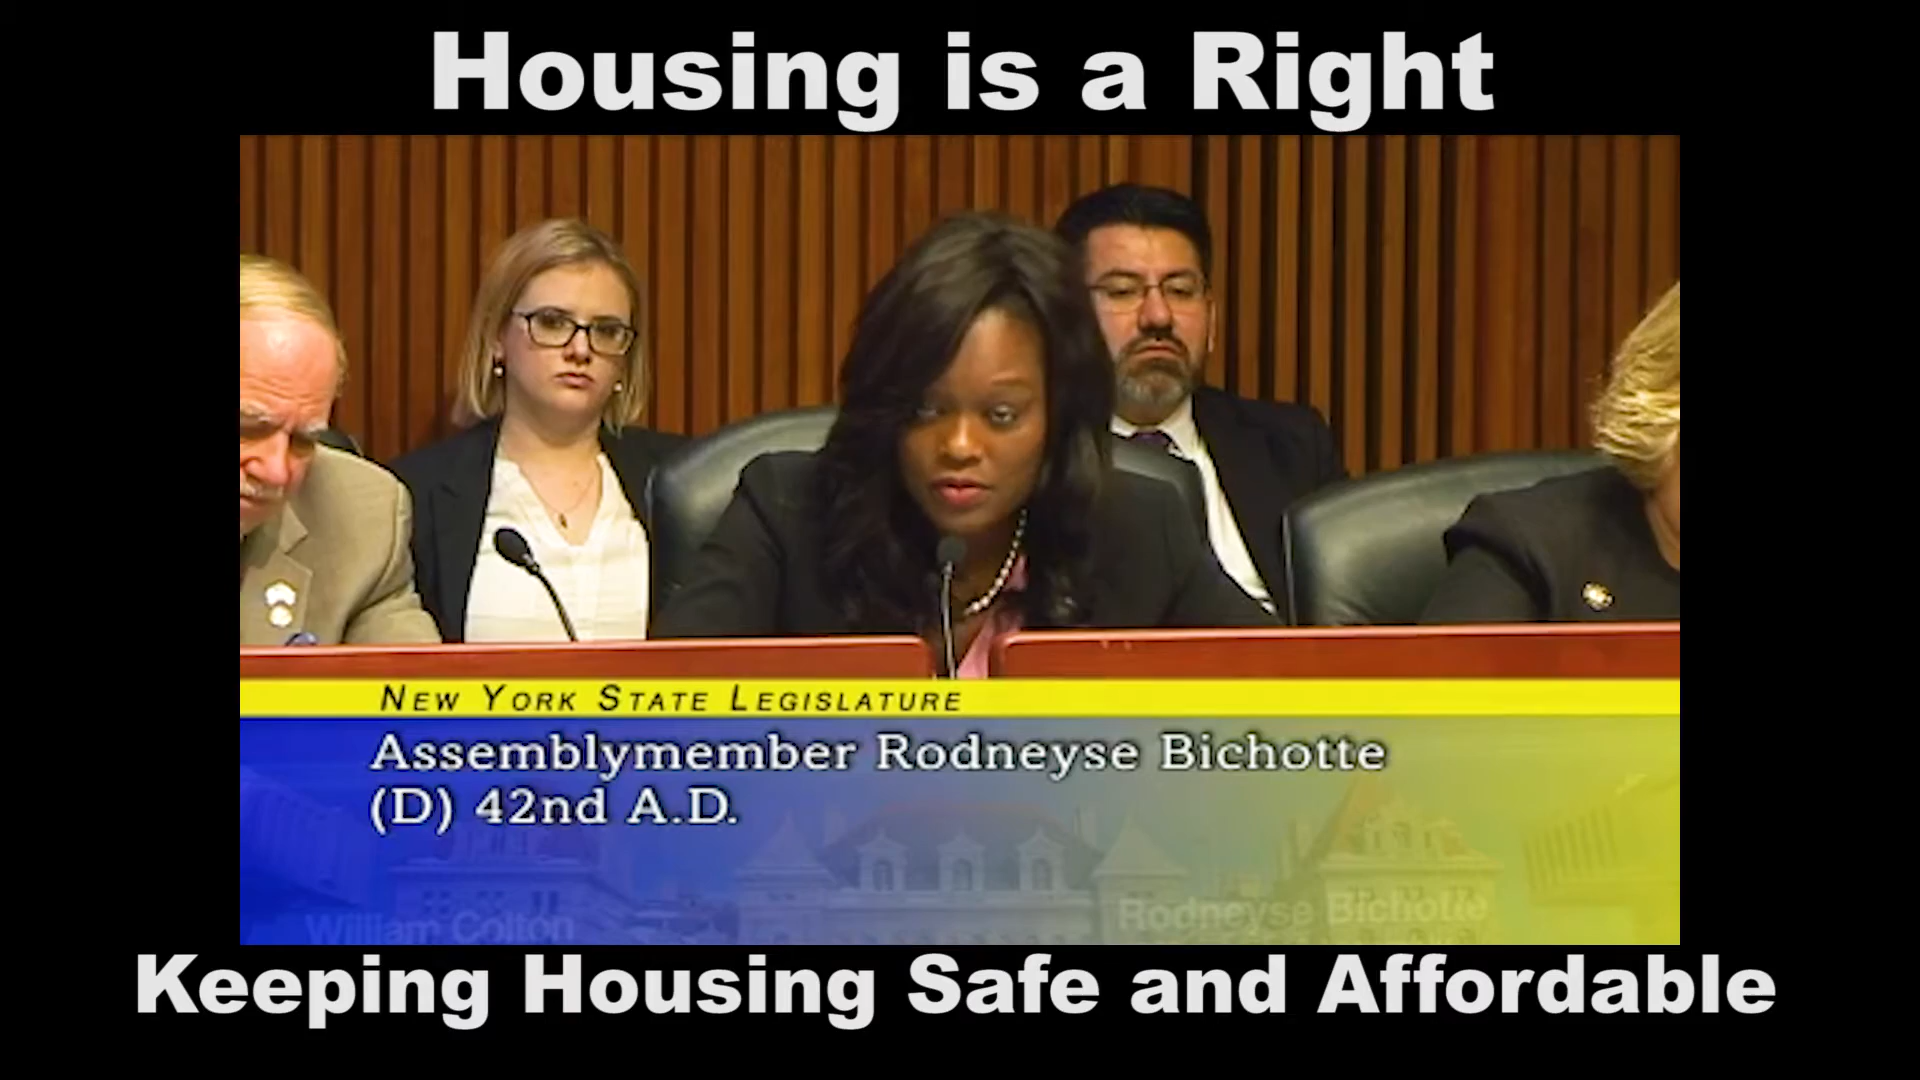 Housing is a Right
NEW YORK STATE LEGISLATURE
Assemblymember Rodneyse Bichotte
(D) 42nd A.D.
William Colton
Rodneyse Bichotte
Keeping Housing Safe and Affordable